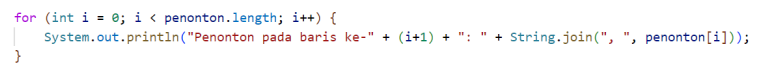 for (int i = 0; i < penonton.length; i++) {
    System.out.println("Penonton pada baris ke-" + (i+1) + ": " + String.join(", ", penonton[i]));
}